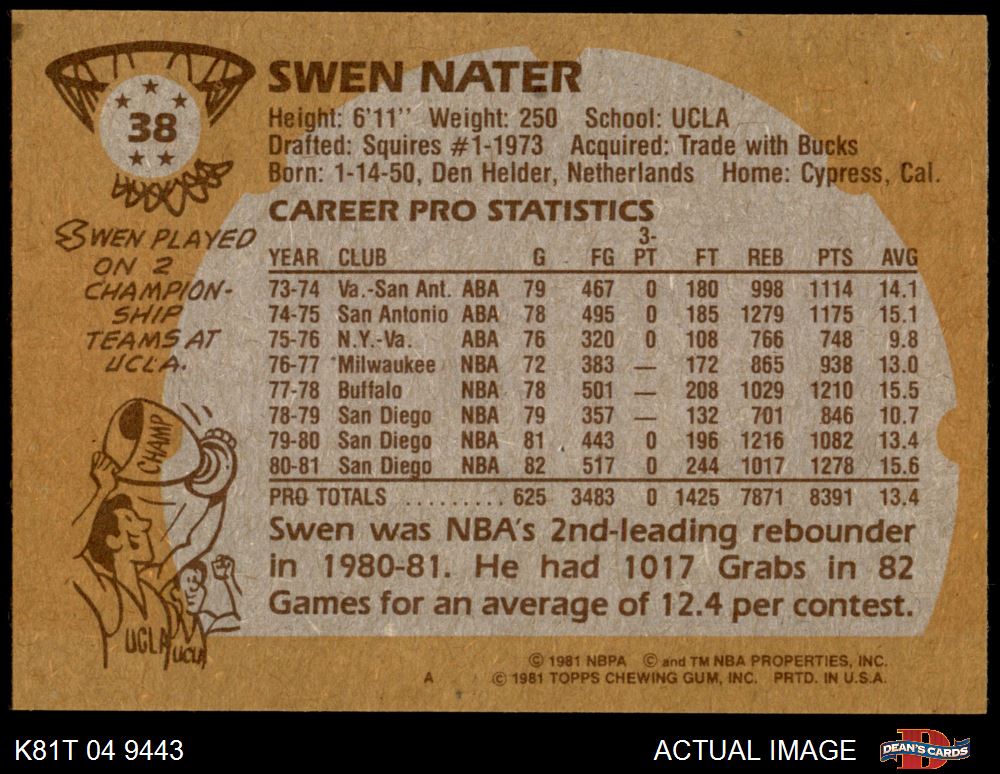 38
SWEN NATER
Height: 6'11" Weight: 250 School: UCLA
Drafted: Squires #1-1973 Acquired: Trade with Bucks
Born: 1-14-50, Den Helder, Netherlands Home: Cypress, Cal.
CAREER PRO STATISTICS
YEAR CLUB G FG 3-PT FT REB PTS AVG
73-74 Va.-San Ant. ABA 79 467 0 180 998 1114 14.1
74-75 San Antonio ABA 78 495 0 185 1279 1175 15.1
75-76 N.Y.-Va. ABA 76 320 0 108 766 748 9.8
76-77 Milwaukee NBA 72 383 — 172 865 938 13.0
77-78 Buffalo NBA 78 501 — 208 1029 1210 15.5
78-79 San Diego NBA 79 357 — 132 701 846 10.7
79-80 San Diego NBA 81 443 0 196 1216 1082 13.4
80-81 San Diego NBA 82 517 0 244 1017 1278 15.6
PRO TOTALS ......... 625 3483 0 1425 7871 8391 13.4
Swen was NBA's 2nd-leading rebounder
in 1980-81. He had 1017 Grabs in 82
Games for an average of 12.4 per contest.
SWEN PLAYED
ON 2
CHAMPION-
SHIP
TEAMS AT
UCLA.
CHAMP
UCLA
UCLA
© 1981 NBPA © and TM NBA PROPERTIES, INC.
A © 1981 TOPPS CHEWING GUM, INC. PRTD. IN U.S.A.
K81T 04 9443
ACTUAL IMAGE
D
DEAN'S CARDS